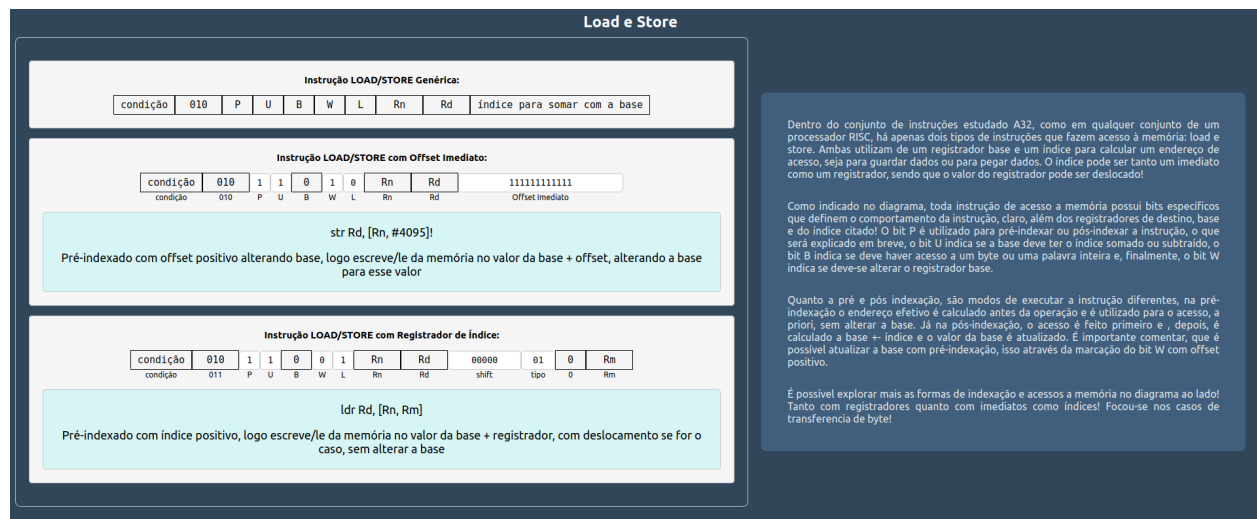 Load e Store
Instrução LOAD/STORE Genérica:
condição 010 P U B W L Rn Rd índice para somar com a base
Instrução LOAD/STORE com Offset Imediato:
condição 010 1 1 0 1 0 Rn Rd 111111111111
condição 010 P U B W L Rn Rd Offset Imediato
str Rd, [Rn, #4095]!
Pré-indexado com offset positivo alterando base, logo escreve/le da memória no valor da base + offset, alterando a base
para esse valor
Instrução LOAD/STORE com Registrador de Índice:
condição 010 1 1 0 0 1 Rn Rd 00000 01 0 Rm
condição 011 P U B W L Rn Rd shift tipo 0 Rm
ldr Rd, [Rn, Rm]
Pré-indexado com índice positivo, logo escreve/le da memória no valor da base + registrador, com deslocamento se for o
caso, sem alterar a base
Dentro do conjunto de instruções estudado A32, como em qualquer conjunto de um
processador RISC, há apenas dois tipos de instruções que fazem acesso à memória: load e
store. Ambas utilizam de um registrador base e um índice para calcular um endereço de
acesso, seja para guardar dados ou para pegar dados. O índice pode ser tanto um imediato
como um registrador, sendo que o valor do registrador pode ser deslocado!
Como indicado no diagrama, toda instrução de acesso a memória possui bits específicos
que definem o comportamento da instrução, claro, além dos registradores de destino, base
e do índice citado! O bit P é utilizado para pré-indexar ou pós-indexar a instrução, o que
será explicado em breve, o bit U indica se a base deve ter o índice somado ou subtraído, o
bit B indica se deve haver acesso a um byte ou uma palavra inteira e, finalmente, o bit W
indica se deve-se alterar o registrador base.
Quanto a pré e pós indexação, são modos de executar a instrução diferentes, na pré-
indexação o endereço efetivo é calculado antes da operação e é utilizado para o acesso, a
priori, sem alterar a base. Já na pós-indexação, o acesso é feito primeiro e , depois, é
calculado a base +- índice e o valor da base é atualizado. É importante comentar, que é
possível atualizar a base com pré-indexação, isso através da marcação do bit W com offset
positivo.
É possível explorar mais as formas de indexação e acessos a memória no diagrama ao lado!
Tanto com registradores quanto com imediatos como índices! Focou-se nos casos de
transferencia de byte!